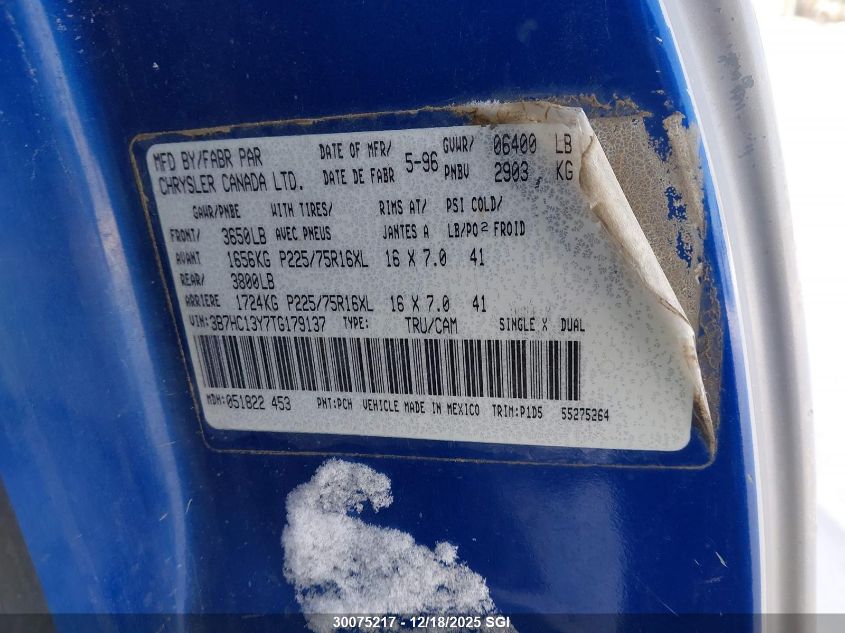 MFD BY/FABR PAR DATE OF MFR/ 5-96 GVWR/ 06400 LB
CHRYSLER CANADA LTD. DATE DE FABR PNBV 2903 KG
GAWR/PNBE WITH TIRES/ RIMS AT/ PSI COLD/
FRONT/ 3650LB AVEC PNEUS JANTES A LB/PO² FROID
AVANT 1656KG P225/75R16XL 16 X 7.0 41
REAR/ 3800LB
ARRIERE 1724KG P225/75R16XL 16 X 7.0 41
VIN: 3B7HC13Y7TG179137 TYPE: TRU/CAM SINGLE X DUAL
MDH: 051822 453 PNT:PCH VEHICLE MADE IN MEXICO TRIM:P1D5 55275264
30075217 - 12/18/2025 SGI